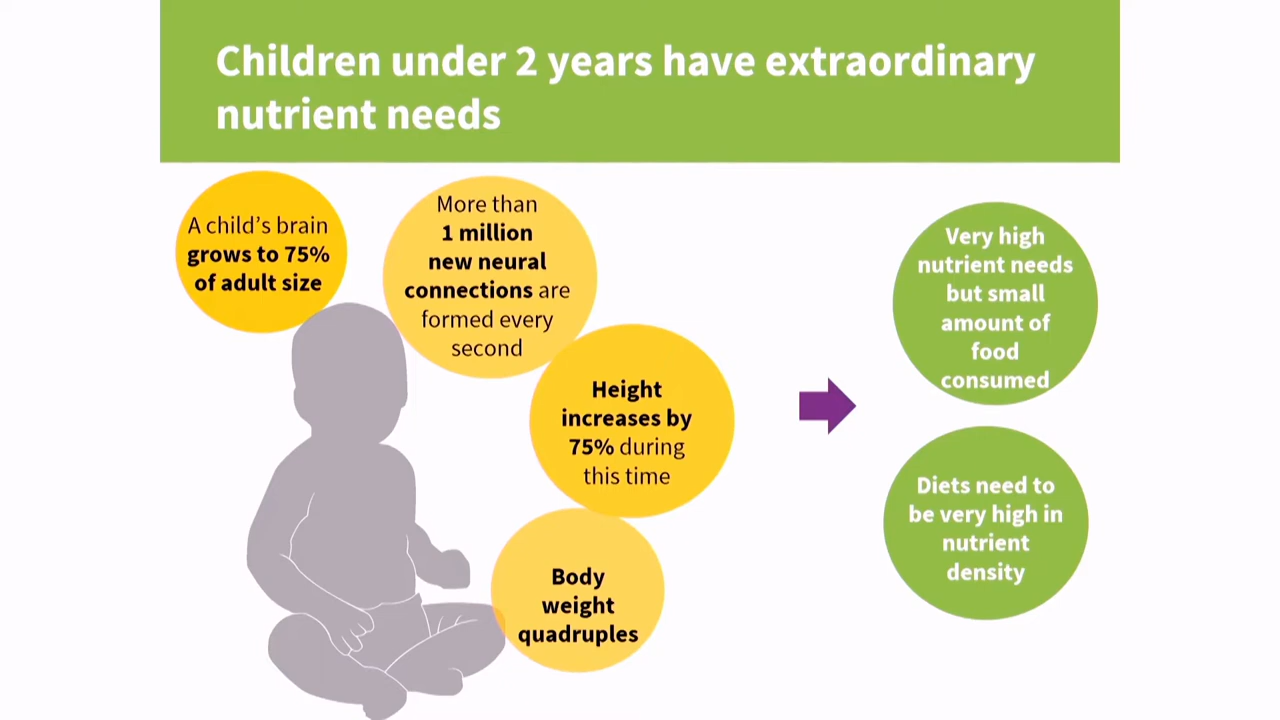 Children under 2 years have extraordinary
nutrient needs
A child’s brain
grows to 75%
of adult size
More than
1 million
new neural
connections are
formed every
second
Height
increases by
75% during
this time
Body
weight
quadruples
Very high
nutrient needs
but small
amount of
food
consumed
Diets need to
be very high in
nutrient
density